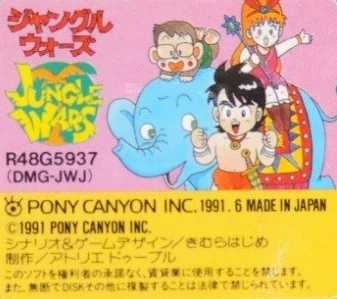 ジャングル
ウォーズ
JUNGLE
WARS
R48G5937
(DMG-JWJ)
PONY CANYON INC. 1991. 6 MADE IN JAPAN
©1991 PONY CANYON INC.
シナリオ&ゲームデザイン/きむらはじめ
制作/アトリエ ドゥーブル
このソフトを権利者の承諾なく、賃貸業に使用することを禁じます。
また、無断でDISKその他に複製することは法律で禁じられています。